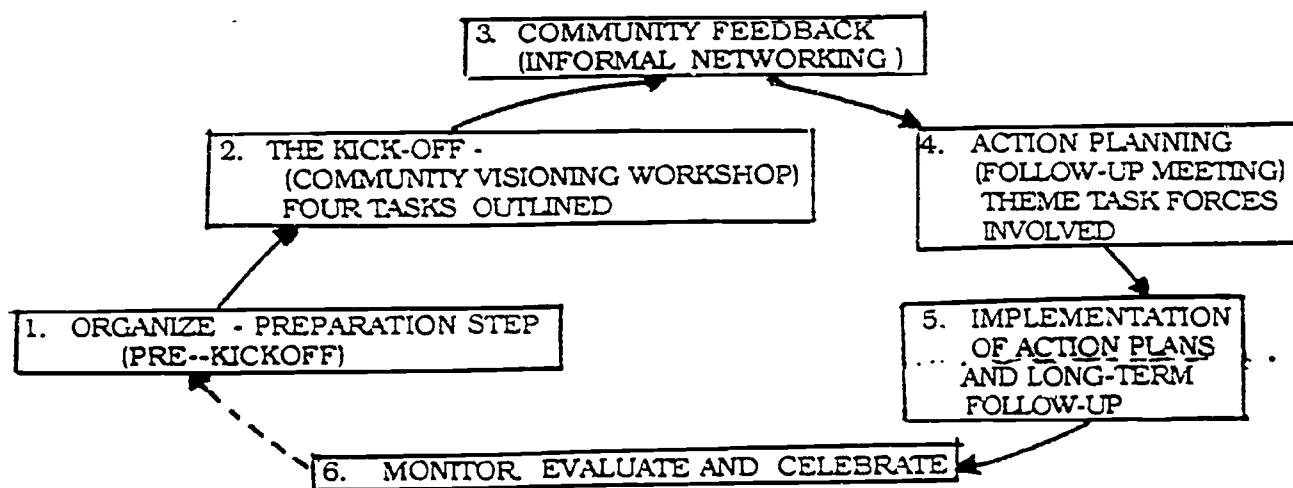 3. COMMUNITY FEEDBACK
(INFORMAL NETWORKING )
2. THE KICK-OFF -
(COMMUNITY VISIONING WORKSHOP)
FOUR TASKS OUTLINED
4. ACTION PLANNING
(FOLLOW-UP MEETING)
THEME TASK FORCES
INVOLVED
1. ORGANIZE - PREPARATION STEP
(PRE--KICKOFF)
5. IMPLEMENTATION
OF ACTION PLANS
AND LONG-TERM
FOLLOW-UP
6. MONITOR EVALUATE AND CELEBRATE